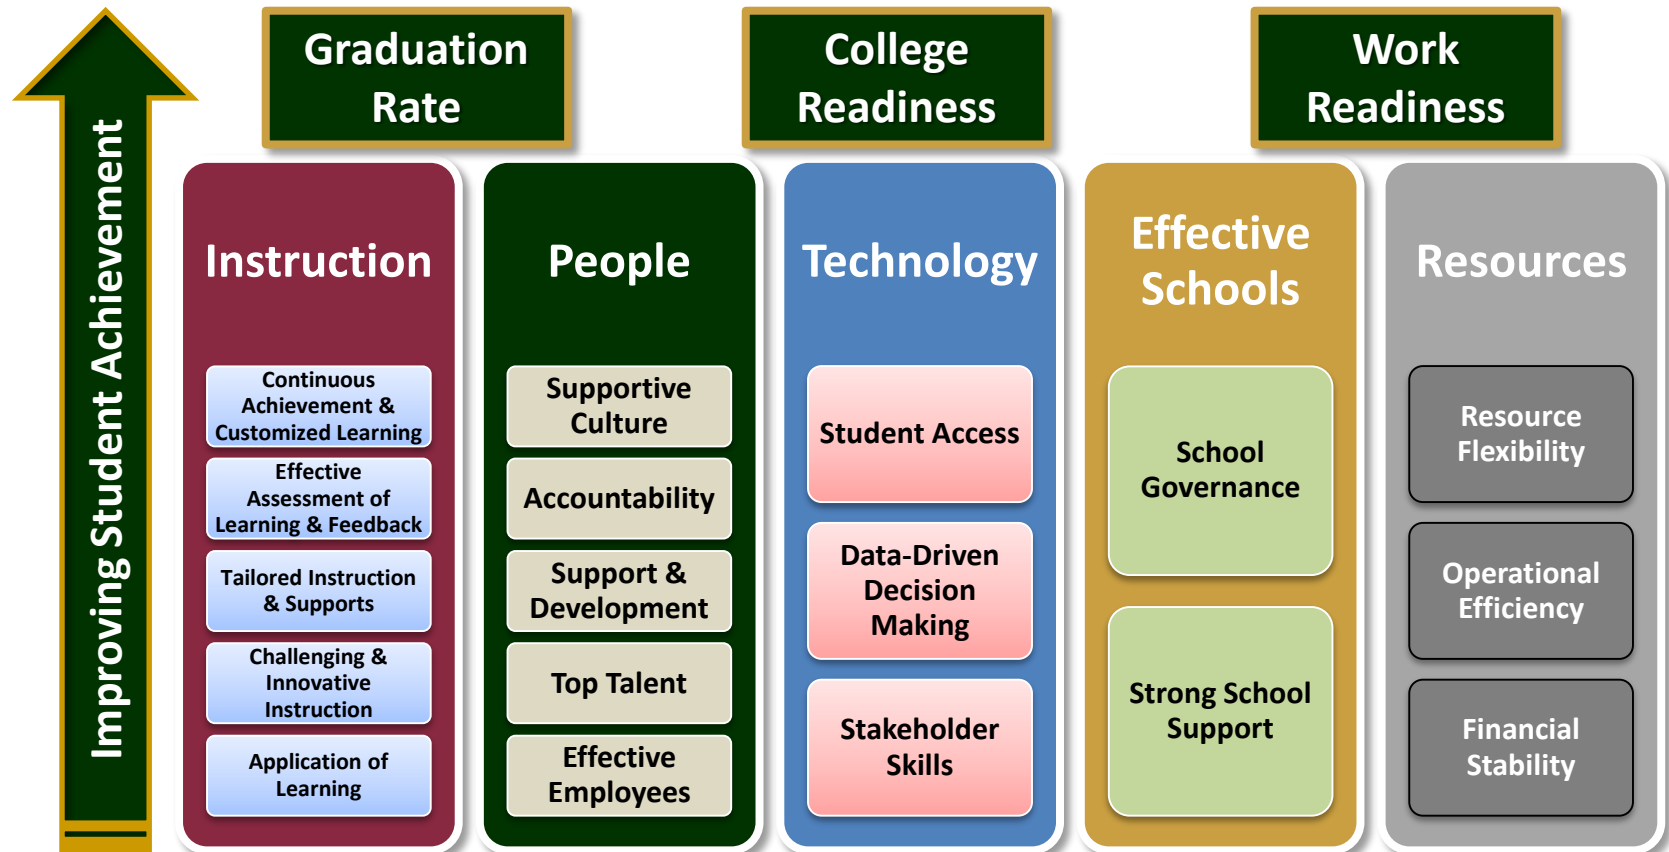 Improving Student Achievement
Graduation
Rate
College
Readiness
Work
Readiness
Instruction
Continuous
Achievement &
Customized Learning
Effective
Assessment of
Learning & Feedback
Tailored Instruction
& Supports
Challenging &
Innovative
Instruction
Application of
Learning
People
Supportive
Culture
Accountability
Support &
Development
Top Talent
Effective
Employees
Technology
Student Access
Data-Driven
Decision
Making
Stakeholder
Skills
Effective
Schools
School
Governance
Strong School
Support
Resources
Resource
Flexibility
Operational
Efficiency
Financial
Stability